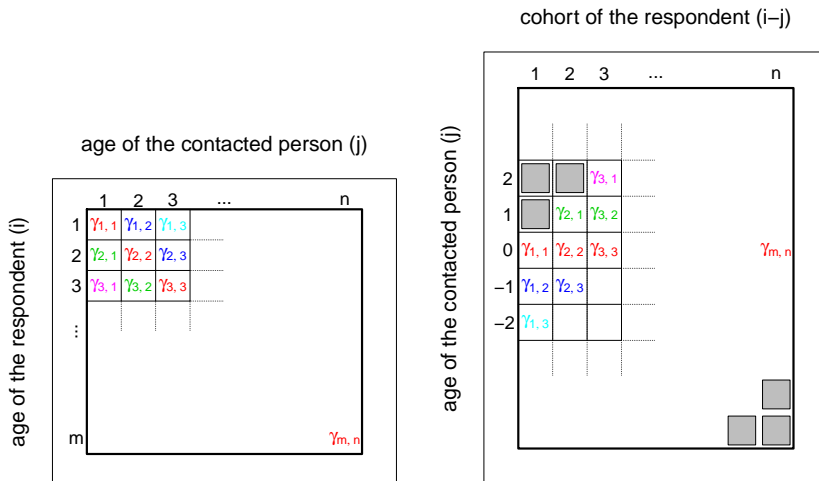 age of the contacted person (j)
1 2 3 ... n
age of the respondent (i)
1 γ1, 1 γ1, 2 γ1, 3
2 γ2, 1 γ2, 2 γ2, 3
3 γ3, 1 γ3, 2 γ3, 3
...
m γm, n
cohort of the respondent (i−j)
1 2 3 ... n
age of the contacted person (j)
2 γ3, 1
1 γ2, 1 γ3, 2
0 γ1, 1 γ2, 2 γ3, 3 γm, n
−1 γ1, 2 γ2, 3
−2 γ1, 3